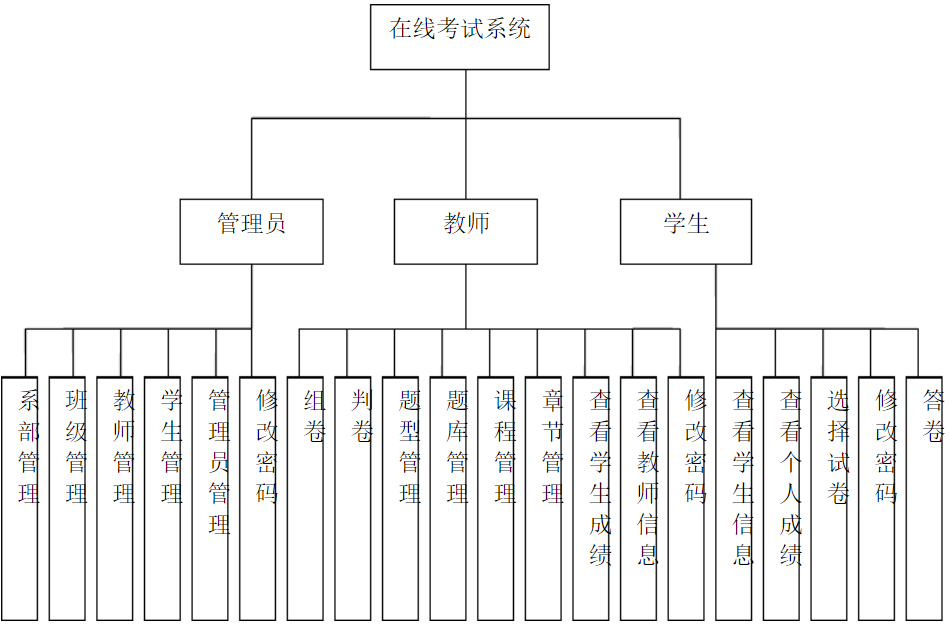 在线考试系统
管理员
教师
学生
系部管理
班级管理
教师管理
学生管理
管理员管理
修改密码
组卷
判卷
题型管理
题库管理
课程管理
章节管理
查看学生成绩
查看教师信息
修改密码
查看学生信息
查看个人成绩
选择试卷
修改密码
答卷